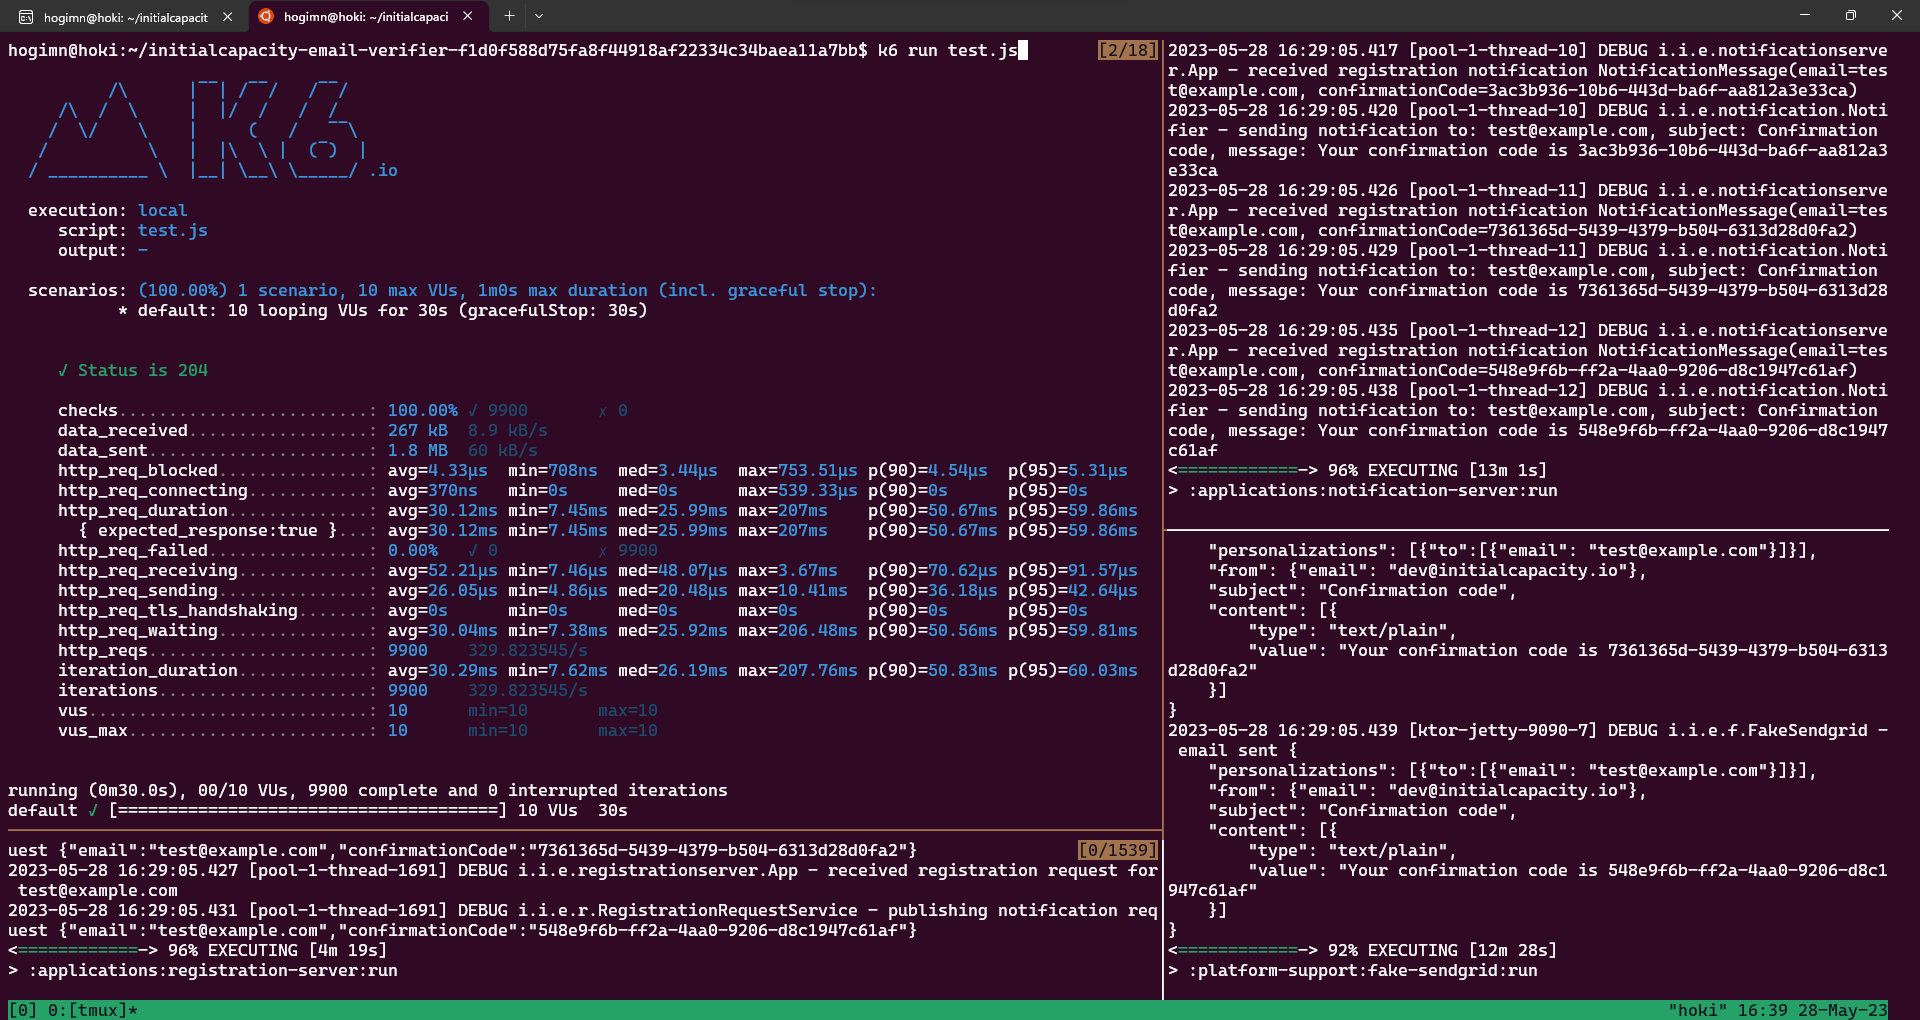 hogimn@hoki: ~/initialcapacit
hogimn@hoki: ~/initialcapaci
hogimn@hoki:~/initialcapacity-email-verifier-f1d0f588d75fa8f44918af22334c34baea11a7bb$ k6 run test.js [2/18]
.io
execution: local
script: test.js
output: -
scenarios: (100.00%) 1 scenario, 10 max VUs, 1m0s max duration (incl. graceful stop):
* default: 10 looping VUs for 30s (gracefulStop: 30s)
✓ Status is 204
checks.........................: 100.00% ✓ 9900 ✗ 0
data_received..................: 267 kB 8.9 kB/s
data_sent......................: 1.8 MB 60 kB/s
http_req_blocked...............: avg=4.33µs min=708ns med=3.44µs max=753.51µs p(90)=4.54µs p(95)=5.31µs
http_req_connecting............: avg=370ns min=0s med=0s max=539.33µs p(90)=0s p(95)=0s
http_req_duration..............: avg=30.12ms min=7.45ms med=25.99ms max=207ms p(90)=50.67ms p(95)=59.86ms
{ expected_response:true }...: avg=30.12ms min=7.45ms med=25.99ms max=207ms p(90)=50.67ms p(95)=59.86ms
http_req_failed................: 0.00% ✓ 0 ✗ 9900
http_req_receiving.............: avg=52.21µs min=7.46µs med=48.07µs max=3.67ms p(90)=70.62µs p(95)=91.57µs
http_req_sending...............: avg=26.05µs min=4.86µs med=20.48µs max=10.41ms p(90)=36.18µs p(95)=42.64µs
http_req_tls_handshaking.......: avg=0s min=0s med=0s max=0s p(90)=0s p(95)=0s
http_req_waiting...............: avg=30.04ms min=7.38ms med=25.92ms max=206.48ms p(90)=50.56ms p(95)=59.81ms
http_reqs......................: 9900 329.823545/s
iteration_duration.............: avg=30.29ms min=7.62ms med=26.19ms max=207.76ms p(90)=50.83ms p(95)=60.03ms
iterations.....................: 9900 329.823545/s
vus............................: 10 min=10 max=10
vus_max........................: 10 min=10 max=10
running (0m30.0s), 00/10 VUs, 9900 complete and 0 interrupted iterations
default ✓ [======================================] 10 VUs 30s
uest {"email":"test@example.com","confirmationCode":"7361365d-5439-4379-b504-6313d28d0fa2"} [0/1539]
2023-05-28 16:29:05.427 [pool-1-thread-1691] DEBUG i.i.e.registrationserver.App - received registration request for
test@example.com
2023-05-28 16:29:05.431 [pool-1-thread-1691] DEBUG i.i.e.r.RegistrationRequestService - publishing notification req
uest {"email":"test@example.com","confirmationCode":"548e9f6b-ff2a-4aa0-9206-d8c1947c61af"}
<============-> 96% EXECUTING [4m 19s]
> :applications:registration-server:run
2023-05-28 16:29:05.417 [pool-1-thread-10] DEBUG i.i.e.notificationserve
r.App - received registration notification NotificationMessage(email=tes
t@example.com, confirmationCode=3ac3b936-10b6-443d-ba6f-aa812a3e33ca)
2023-05-28 16:29:05.420 [pool-1-thread-10] DEBUG i.i.e.notification.Noti
fier - sending notification to: test@example.com, subject: Confirmation
code, message: Your confirmation code is 3ac3b936-10b6-443d-ba6f-aa812a3
e33ca
2023-05-28 16:29:05.426 [pool-1-thread-11] DEBUG i.i.e.notificationserve
r.App - received registration notification NotificationMessage(email=tes
t@example.com, confirmationCode=7361365d-5439-4379-b504-6313d28d0fa2)
2023-05-28 16:29:05.429 [pool-1-thread-11] DEBUG i.i.e.notification.Noti
fier - sending notification to: test@example.com, subject: Confirmation
code, message: Your confirmation code is 7361365d-5439-4379-b504-6313d28
d0fa2
2023-05-28 16:29:05.435 [pool-1-thread-12] DEBUG i.i.e.notificationserve
r.App - received registration notification NotificationMessage(email=tes
t@example.com, confirmationCode=548e9f6b-ff2a-4aa0-9206-d8c1947c61af)
2023-05-28 16:29:05.438 [pool-1-thread-12] DEBUG i.i.e.notification.Noti
fier - sending notification to: test@example.com, subject: Confirmation
code, message: Your confirmation code is 548e9f6b-ff2a-4aa0-9206-d8c1947
c61af
<============-> 96% EXECUTING [13m 1s]
> :applications:notification-server:run
"personalizations": [{"to":[{"email": "test@example.com"}]}],
"from": {"email": "dev@initialcapacity.io"},
"subject": "Confirmation code",
"content": [{
"type": "text/plain",
"value": "Your confirmation code is 7361365d-5439-4379-b504-6313
d28d0fa2"
}]
}
2023-05-28 16:29:05.439 [ktor-jetty-9090-7] DEBUG i.i.e.f.FakeSendgrid -
email sent {
"personalizations": [{"to":[{"email": "test@example.com"}]}],
"from": {"email": "dev@initialcapacity.io"},
"subject": "Confirmation code",
"content": [{
"type": "text/plain",
"value": "Your confirmation code is 548e9f6b-ff2a-4aa0-9206-d8c1
947c61af"
}]
}
<============-> 92% EXECUTING [12m 28s]
> :platform-support:fake-sendgrid:run
[0] 0:[tmux]* "hoki" 16:39 28-May-23